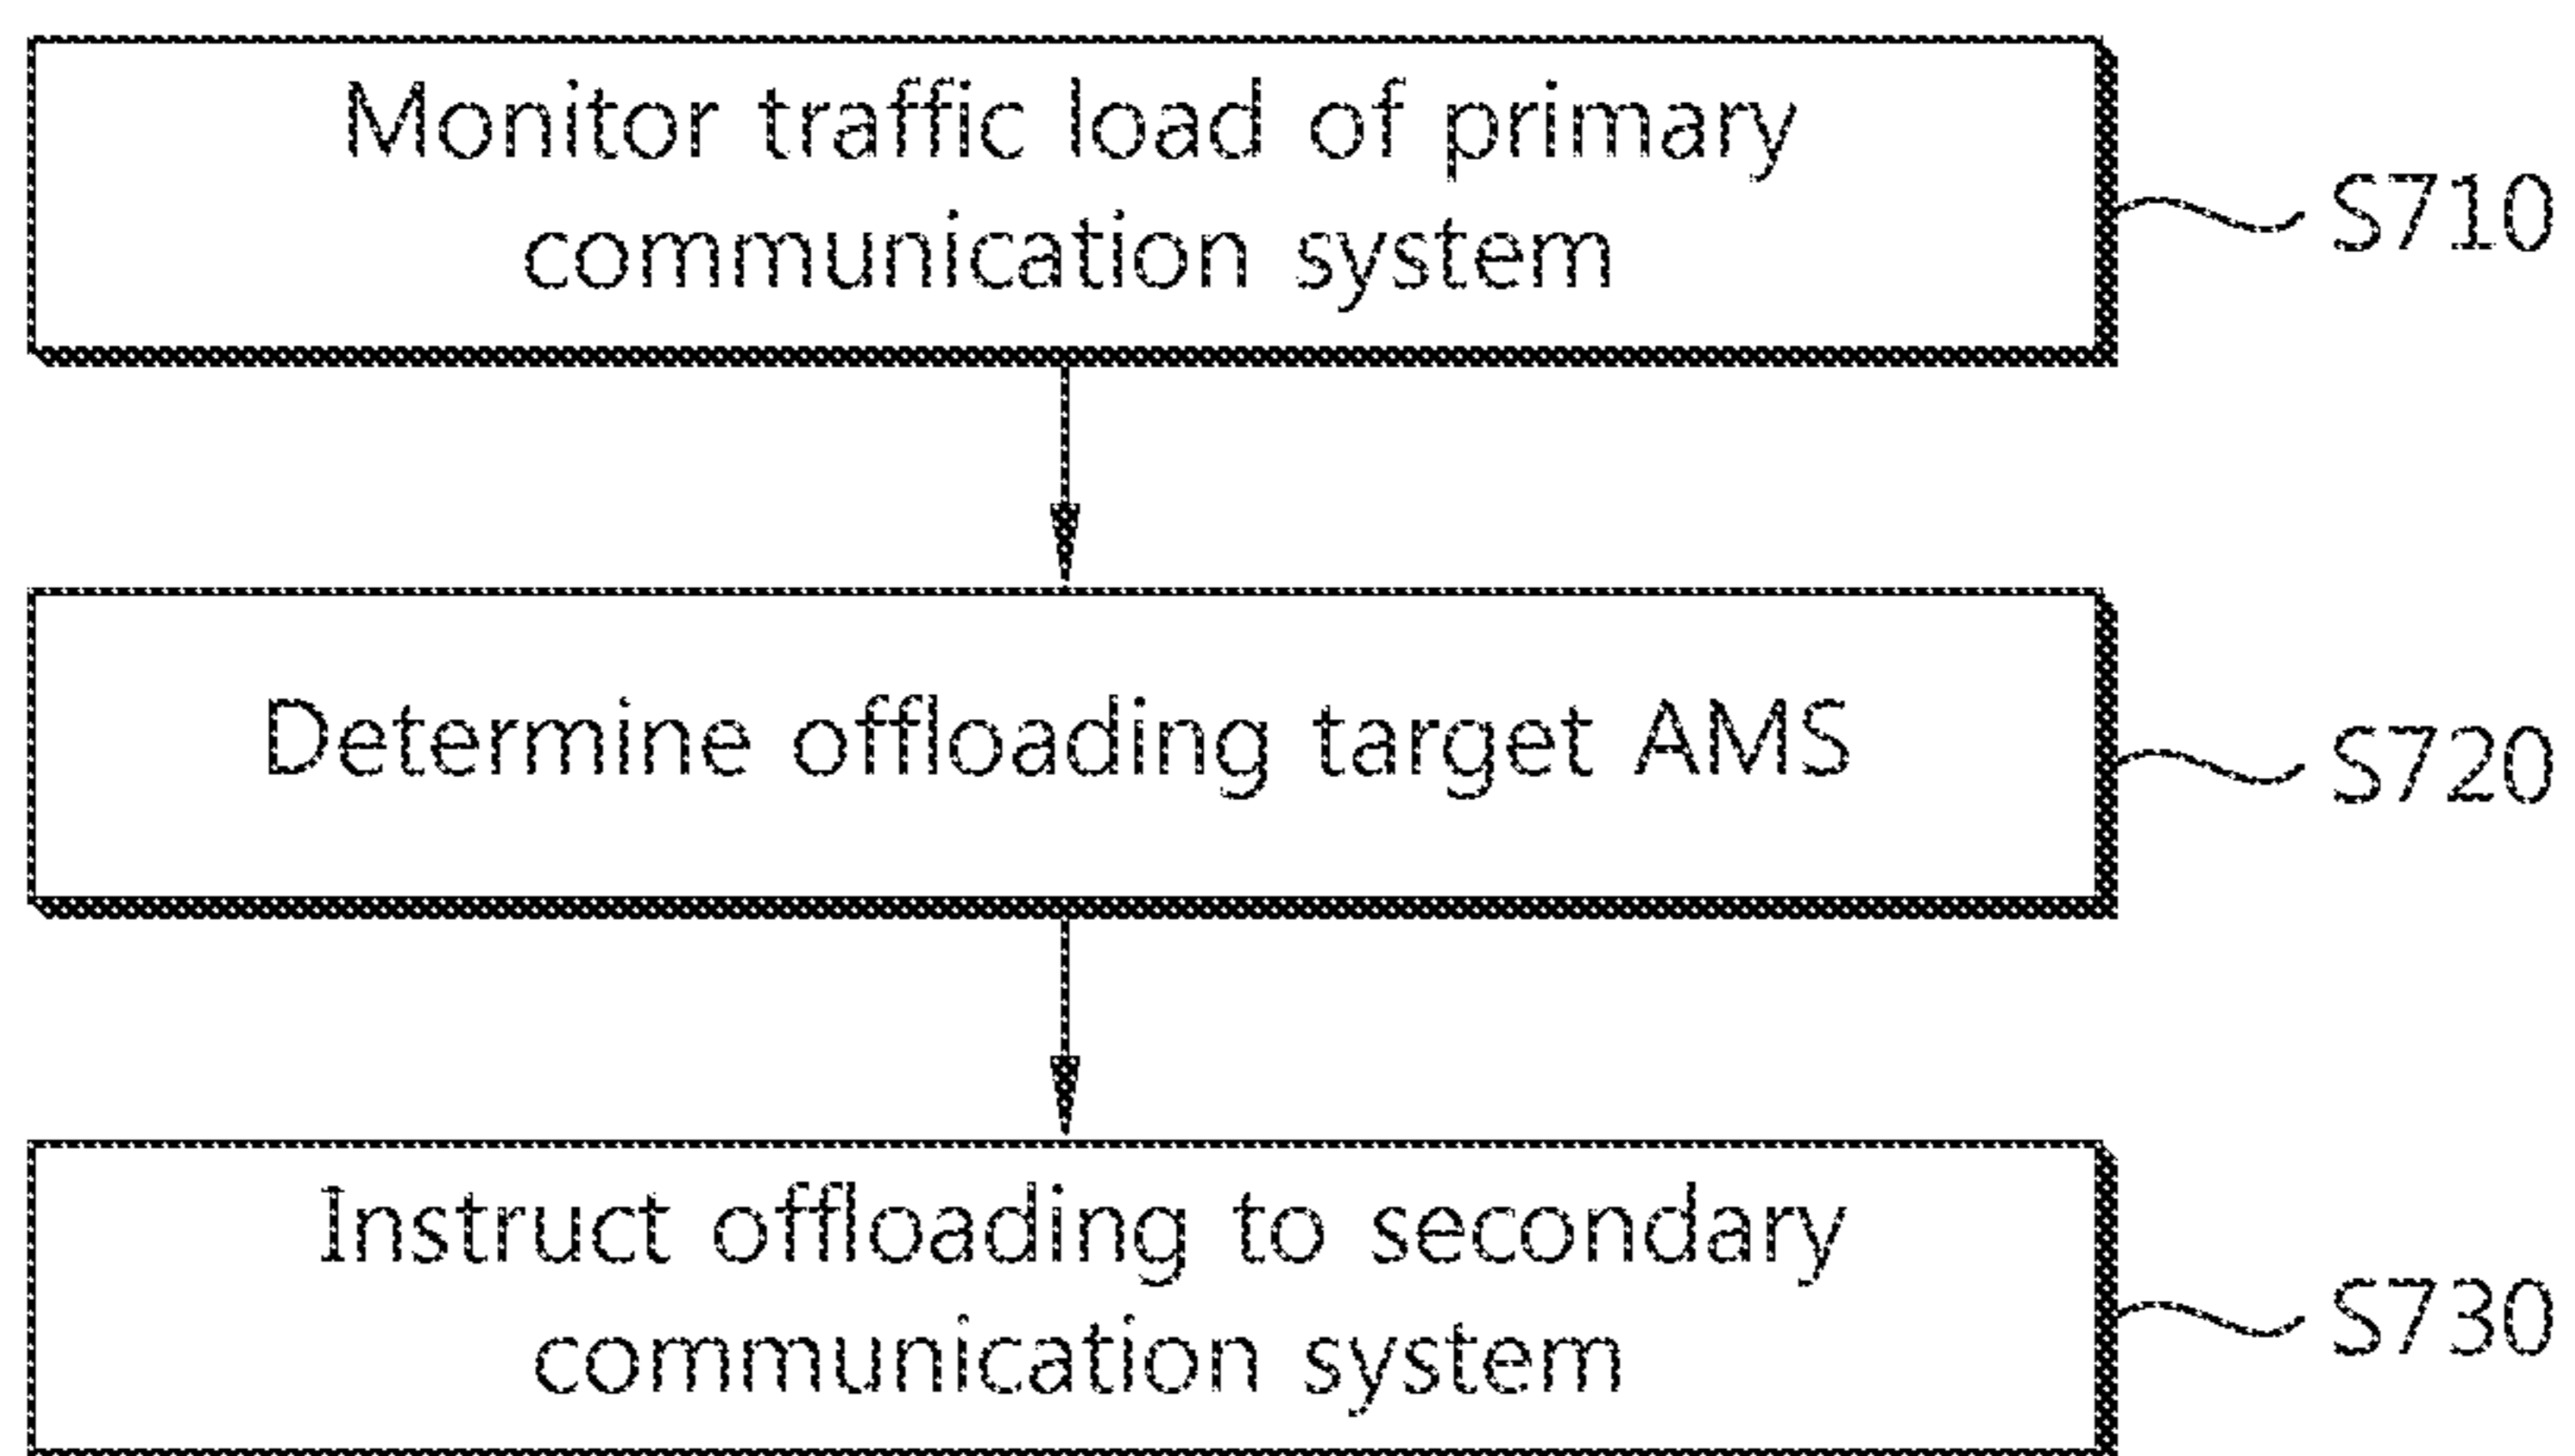 Monitor traffic load of primary
communication system
S710
Determine offloading target AMS
S720
Instruct offloading to secondary
communication system
S730